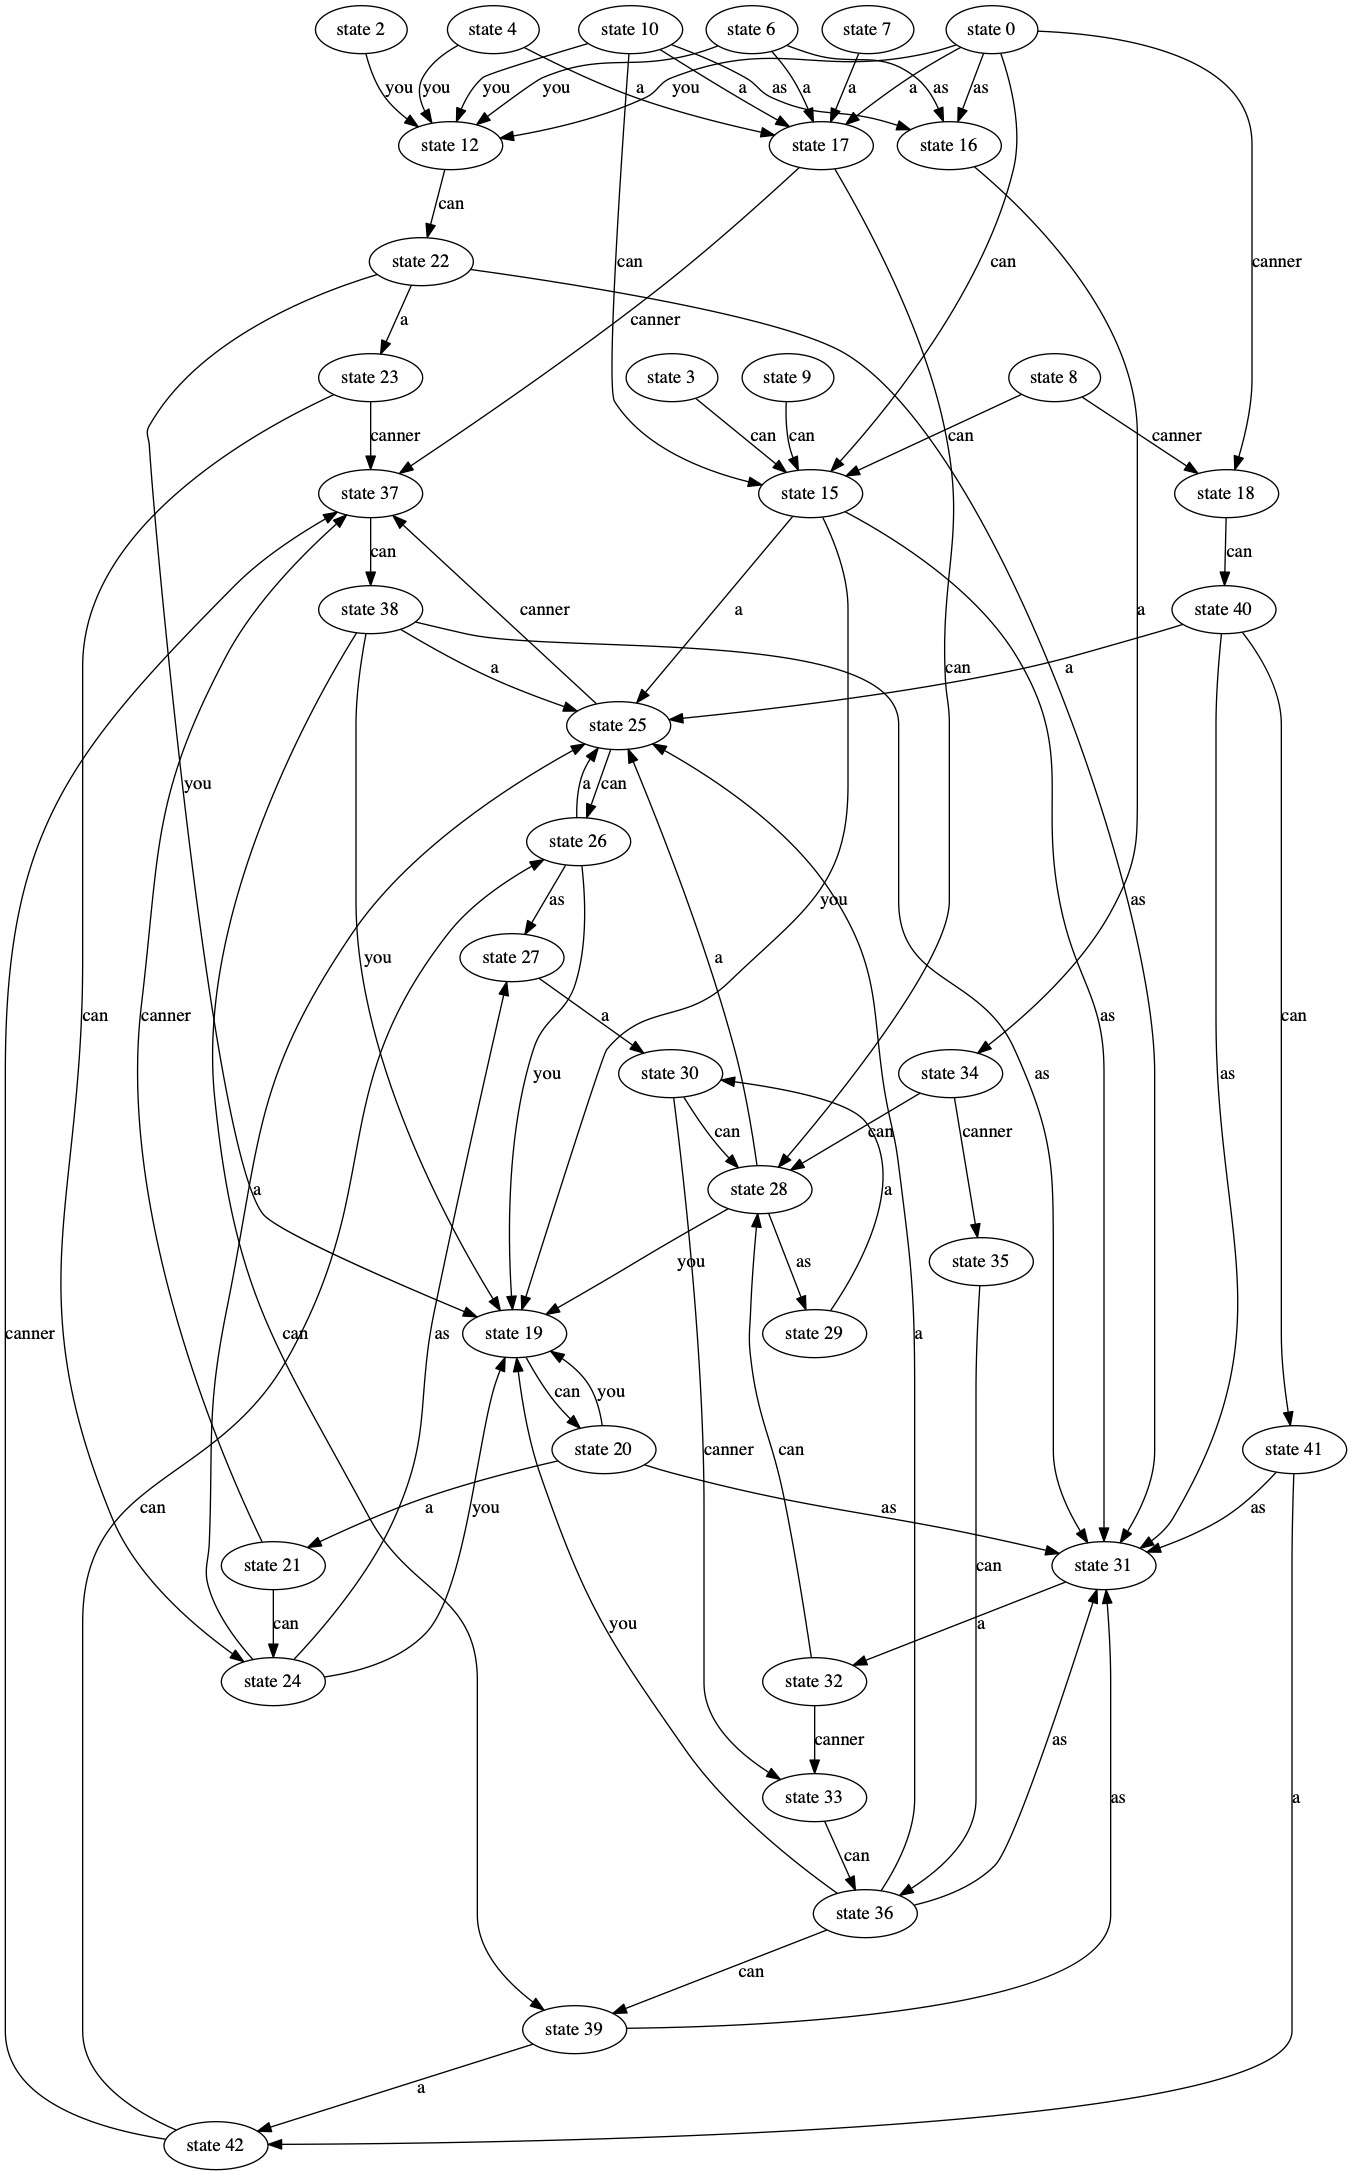 state 2 state 4 state 10 state 6 state 7 state 0
you you you you you a a as a a a as as
state 12 state 17 state 16
can
state 22 can can canner
a canner
state 23 state 3 state 9 state 8
canner can can can canner
state 37 state 15 state 18
can can
state 38 canner a a state 40
a can a
state 25
you a can
state 26
as a you as
state 27 you
can canner a as as
you as as
state 30 state 34
can can canner can
a a
state 28
you as state 35
canner can as state 19 state 29 a
can you
can canner state 20 state 41
a you as as
state 21 state 31
can you can a
state 24 state 32
canner as
state 33 as a
can
state 36
can
state 39
a
state 42